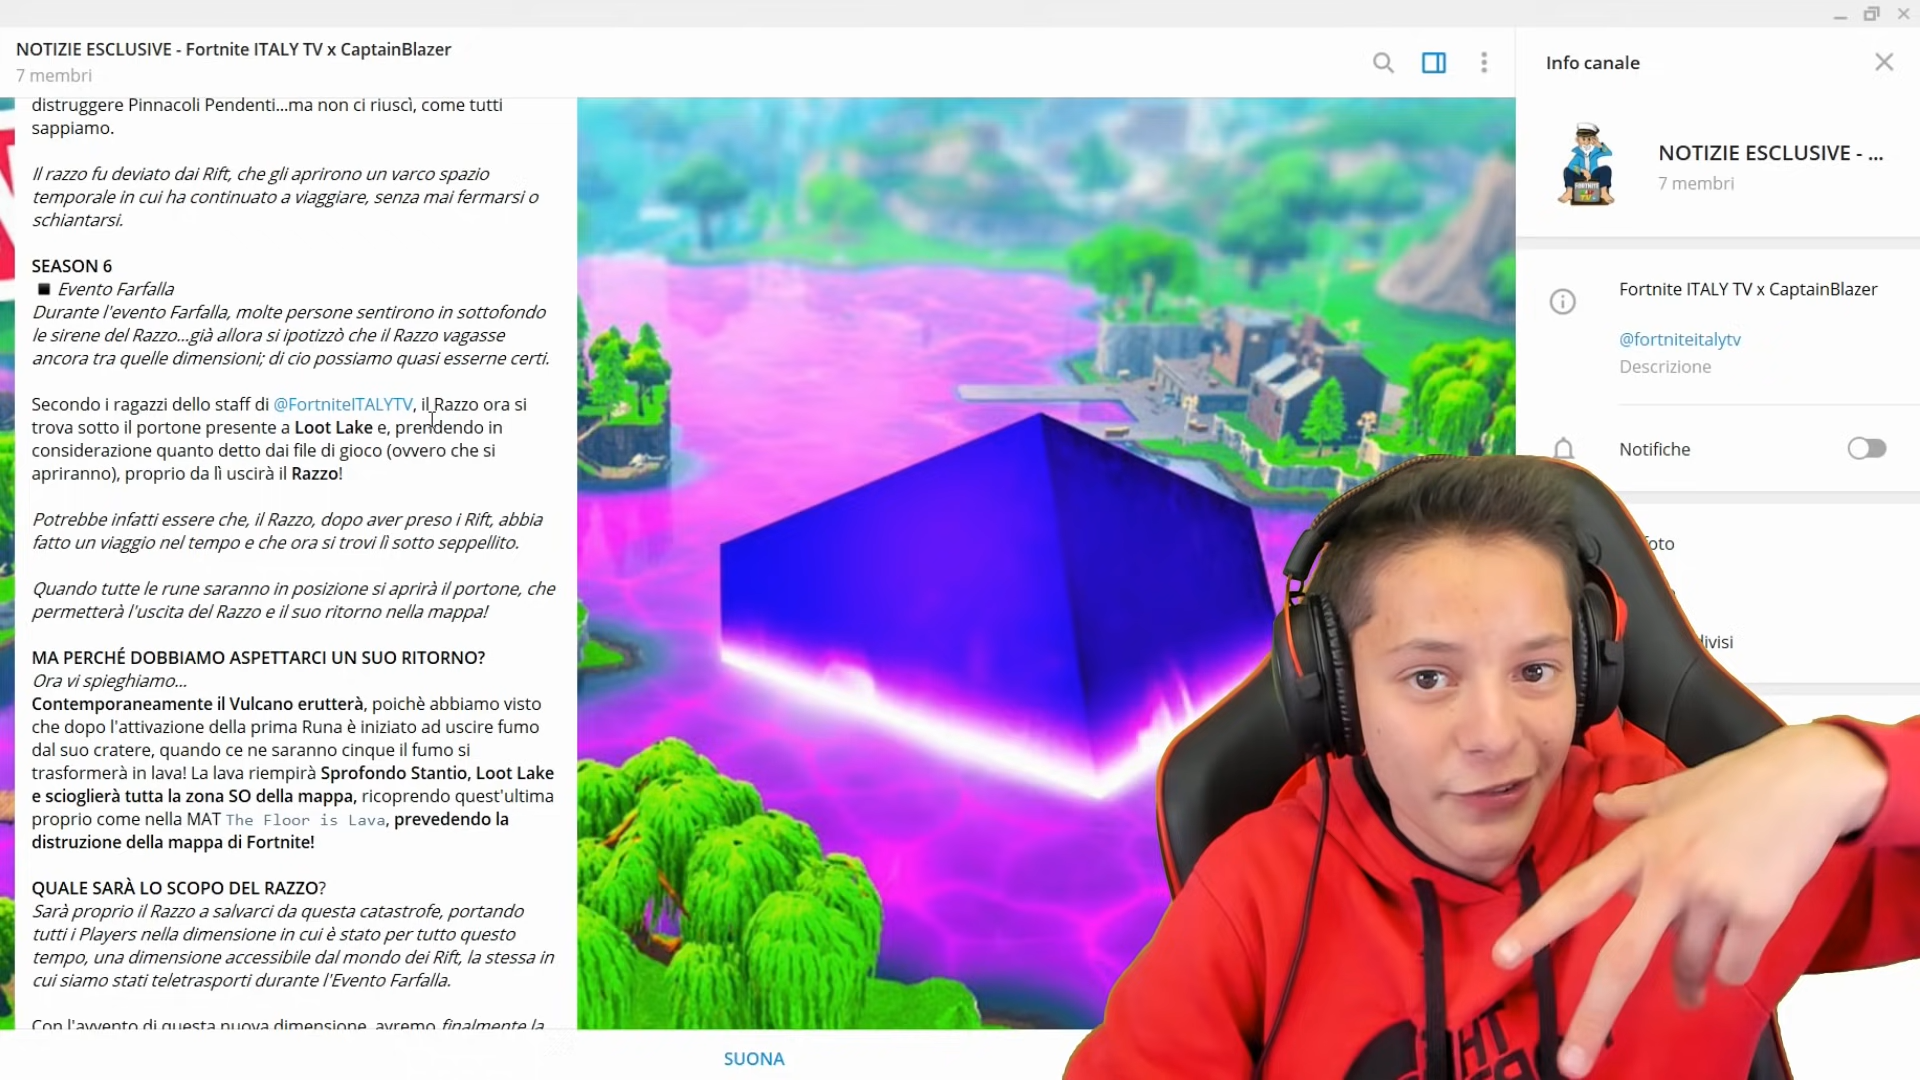 NOTIZIE ESCLUSIVE - Fortnite ITALY TV x CaptainBlazer
7 membri
distruggere Pinnacoli Pendenti...ma non ci riuscì, come tutti
sappiamo.
Il razzo fu deviato dai Rift, che gli aprirono un varco spazio
temporale in cui ha continuato a viaggiare, senza mai fermarsi o
schiantarsi.
SEASON 6
◾ Evento Farfalla
Durante l'evento Farfalla, molte persone sentirono in sottofondo
le sirene del Razzo...già allora si ipotizzò che il Razzo vagasse
ancora tra quelle dimensioni; di cio possiamo quasi esserne certi.
Secondo i ragazzi dello staff di @FortniteITALYTV, il Razzo ora si
trova sotto il portone presente a Loot Lake e, prendendo in
considerazione quanto detto dai file di gioco (ovvero che si
apriranno), proprio da lì uscirà il Razzo!
Potrebbe infatti essere che, il Razzo, dopo aver preso i Rift, abbia
fatto un viaggio nel tempo e che ora si trovi lì sotto seppellito.
Quando tutte le rune saranno in posizione si aprirà il portone, che
permetterà l'uscita del Razzo e il suo ritorno nella mappa!
MA PERCHÉ DOBBIAMO ASPETTARCI UN SUO RITORNO?
Ora vi spieghiamo...
Contemporaneamente il Vulcano erutterà, poichè abbiamo visto
che dopo l'attivazione della prima Runa è iniziato ad uscire fumo
dal suo cratere, quando ce ne saranno cinque il fumo si
trasformerà in lava! La lava riempirà Sprofondo Stantio, Loot Lake
e scioglierà tutta la zona SO della mappa, ricoprendo quest'ultima
proprio come nella MAT The Floor is Lava, prevedendo la
distruzione della mappa di Fortnite!
QUALE SARÀ LO SCOPO DEL RAZZO?
Sarà proprio il Razzo a salvarci da questa catastrofe, portando
tutti i Players nella dimensione in cui è stato per tutto questo
tempo, una dimensione accessibile dal mondo dei Rift, la stessa in
cui siamo stati teletrasporti durante l'Evento Farfalla.
Con l'avvento di questa nuova dimensione, avremo finalmente la
SUONA
Info canale
NOTIZIE ESCLUSIVE - ...
7 membri
Fortnite ITALY TV x CaptainBlazer
@fortniteitalytv
Descrizione
Notifiche
foto
divisi